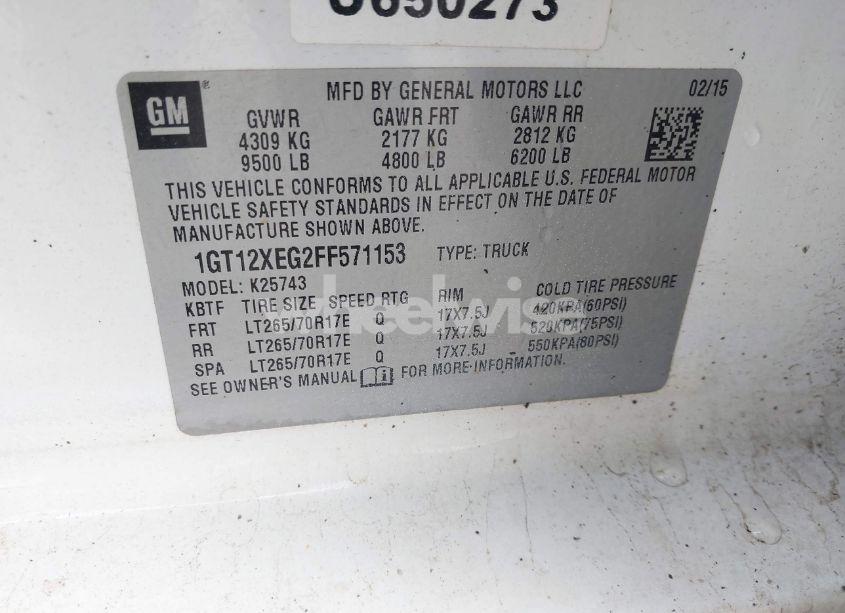 0690273
GM
MFD BY GENERAL MOTORS LLC 02/15
GVWR GAWR FRT GAWR RR
4309 KG 2177 KG 2812 KG
9500 LB 4800 LB 6200 LB
THIS VEHICLE CONFORMS TO ALL APPLICABLE U.S. FEDERAL MOTOR
VEHICLE SAFETY STANDARDS IN EFFECT ON THE DATE OF
MANUFACTURE SHOWN ABOVE.
1GT12XEG2FF571153 TYPE: TRUCK
MODEL: K25743
KBTF TIRE SIZE SPEED RTG RIM COLD TIRE PRESSURE
FRT LT265/70R17E Q 17X7.5J 420KPA(60PSI)
RR LT265/70R17E Q 17X7.5J 520KPA(75PSI)
SPA LT265/70R17E Q 17X7.5J 550KPA(80PSI)
SEE OWNER'S MANUAL FOR MORE INFORMATION.
wheelwise